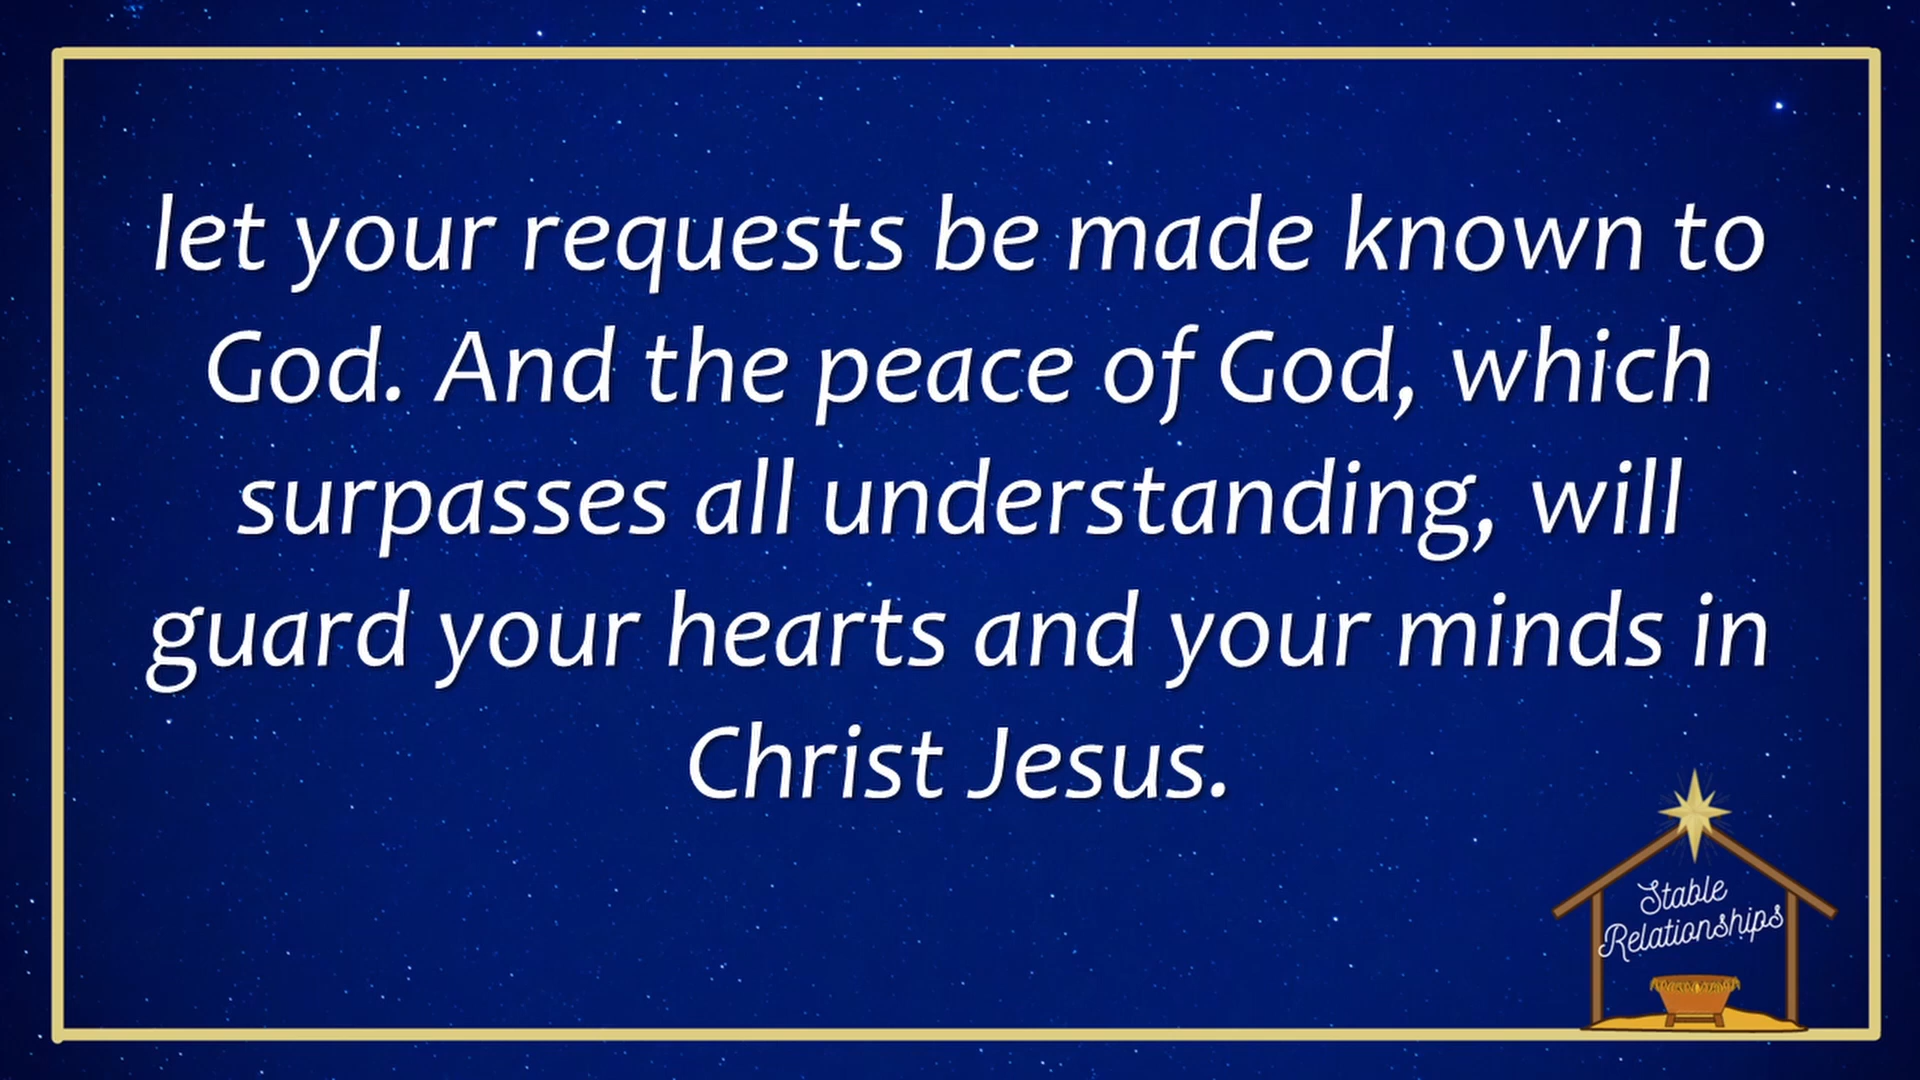 let your requests be made known to
God. And the peace of God, which
surpasses all understanding, will
guard your hearts and your minds in
Christ Jesus.
Stable
Relationships